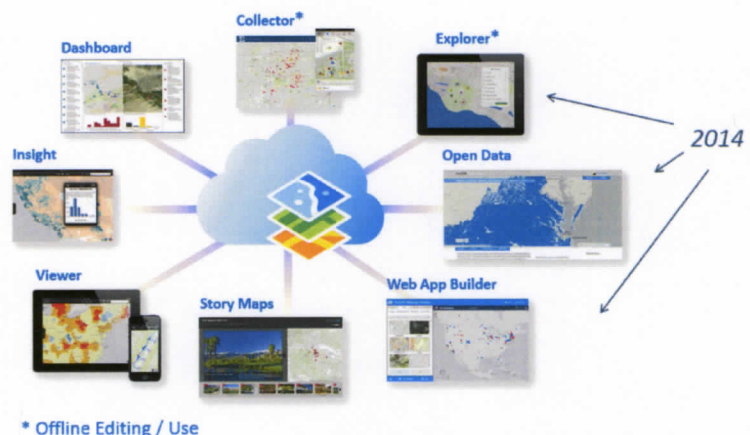 Collector*
Dashboard
Explorer*
2014
Insight
Open Data
Viewer
Story Maps
Web App Builder
* Offline Editing / Use